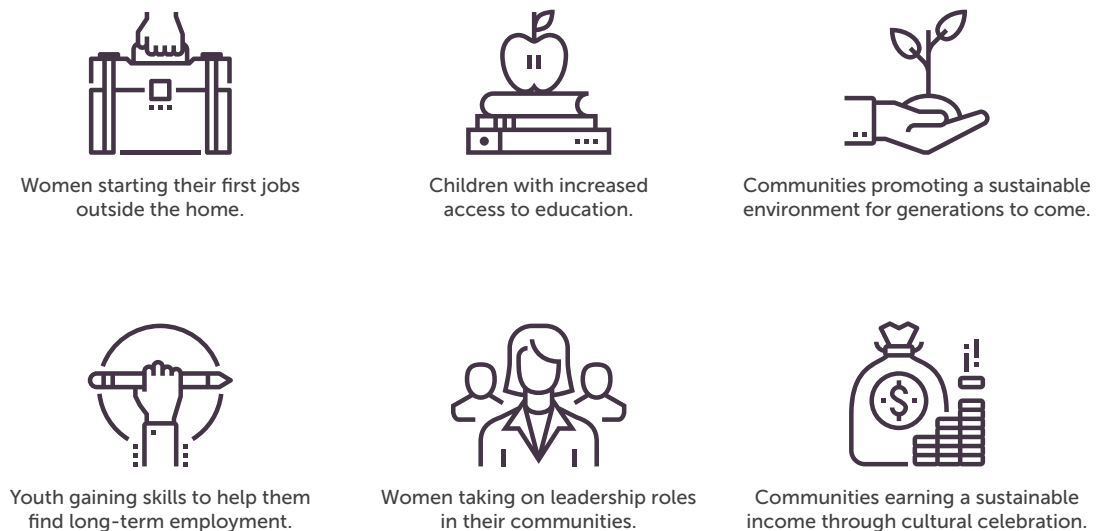 Women starting their first jobs
outside the home.
Children with increased
access to education.
Communities promoting a sustainable
environment for generations to come.
Youth gaining skills to help them
find long-term employment.
Women taking on leadership roles
in their communities.
Communities earning a sustainable
income through cultural celebration.